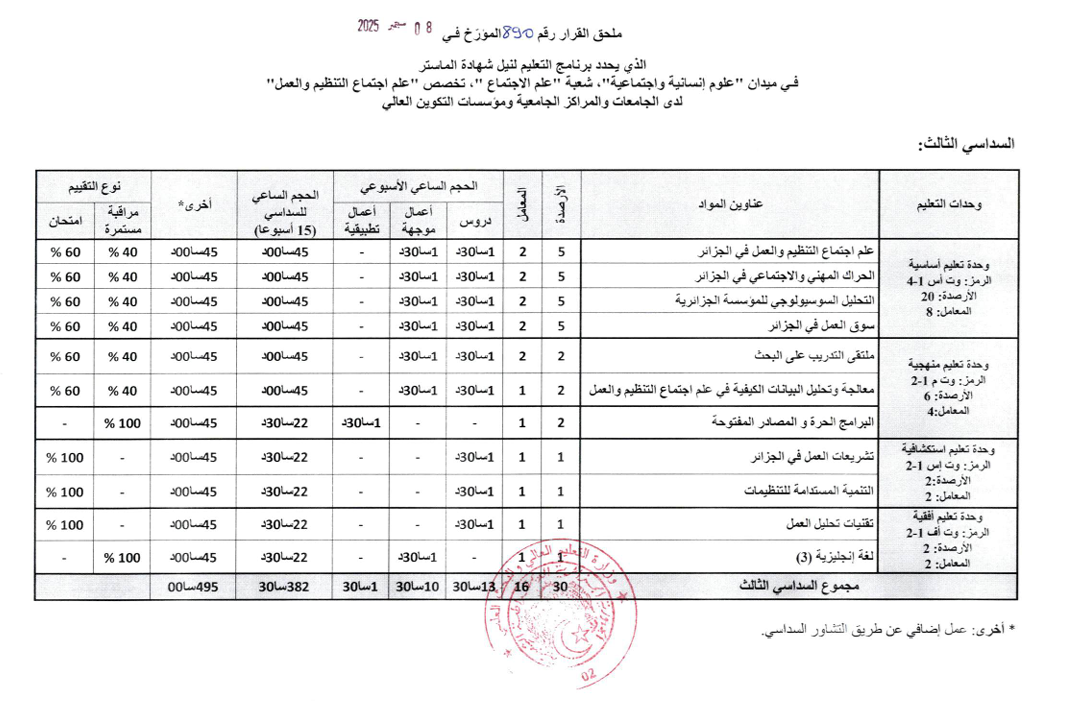 ملحق القرار رقم 890 المؤرّخ في 08 سبتمبر 2025
الذي يحدد برنامج التعليم لنيل شهادة الماستر
في ميدان "علوم إنسانية واجتماعية"، شعبة "علم الاجتماع "، تخصص "علم اجتماع التنظيم والعمل"
لدى الجامعات والمراكز الجامعية ومؤسسات التكوين العالي
السداسي الثالث:
وحدات التعليم | عناوين المواد | الأرصدة | المعامل | الحجم الساعي الأسبوعي | الحجم الساعي للسداسي (15 أسبوعا) | أخرى* | نوع التقييم
دروس | أعمال موجهة | أعمال تطبيقية | مراقبة مستمرة | امتحان
وحدة تعليم أساسية
الرمز: وت أس 1-4
الأرصدة: 20
المعامل: 8
علم اجتماع التنظيم والعمل في الجزائر | 5 | 2 | 1سا30د | 1سا30د | - | 45سا00د | 45سا00د | 40 % | 60 %
الحراك المهني والاجتماعي في الجزائر | 5 | 2 | 1سا30د | 1سا30د | - | 45سا00د | 45سا00د | 40 % | 60 %
التحليل السوسيولوجي للمؤسسة الجزائرية | 5 | 2 | 1سا30د | 1سا30د | - | 45سا00د | 45سا00د | 40 % | 60 %
سوق العمل في الجزائر | 5 | 2 | 1سا30د | 1سا30د | - | 45سا00د | 45سا00د | 40 % | 60 %
وحدة تعليم منهجية
الرمز: وت م 1-2
الأرصدة: 6
المعامل:4
ملتقى التدريب على البحث | 2 | 2 | 1سا30د | 1سا30د | - | 45سا00د | 45سا00د | 40 % | 60 %
معالجة وتحليل البيانات الكيفية في علم اجتماع التنظيم والعمل | 2 | 1 | 1سا30د | 1سا30د | - | 45سا00د | 45سا00د | 40 % | 60 %
البرامج الحرة و المصادر المفتوحة | 2 | 1 | - | - | 1سا30د | 22سا30د | 45سا00د | 100 % | -
وحدة تعليم استكشافية
الرمز: وت إس 1-2
الأرصدة:2
المعامل: 2
تشريعات العمل في الجزائر | 1 | 1 | 1سا30د | - | - | 22سا30د | 45سا00د | - | 100 %
التنمية المستدامة للتنظيمات | 1 | 1 | 1سا30د | - | - | 22سا30د | 45سا00د | - | 100 %
وحدة تعليم أفقية
الرمز: وت أف 1-2
الأرصدة: 2
المعامل: 2
تقنيات تحليل العمل | 1 | 1 | 1سا30د | - | - | 22سا30د | 45سا00د | - | 100 %
لغة إنجليزية (3) | 1 | 1 | - | 1سا30د | - | 22سا30د | 45سا00د | 100 % | -
مجموع السداسي الثالث | 30 | 16 | 13سا30 | 10سا30 | 1سا30 | 382سا30 | 495سا00
* أخرى: عمل إضافي عن طريق التشاور السداسي.
وزارة التعليم العالي و البحث العلمي
02